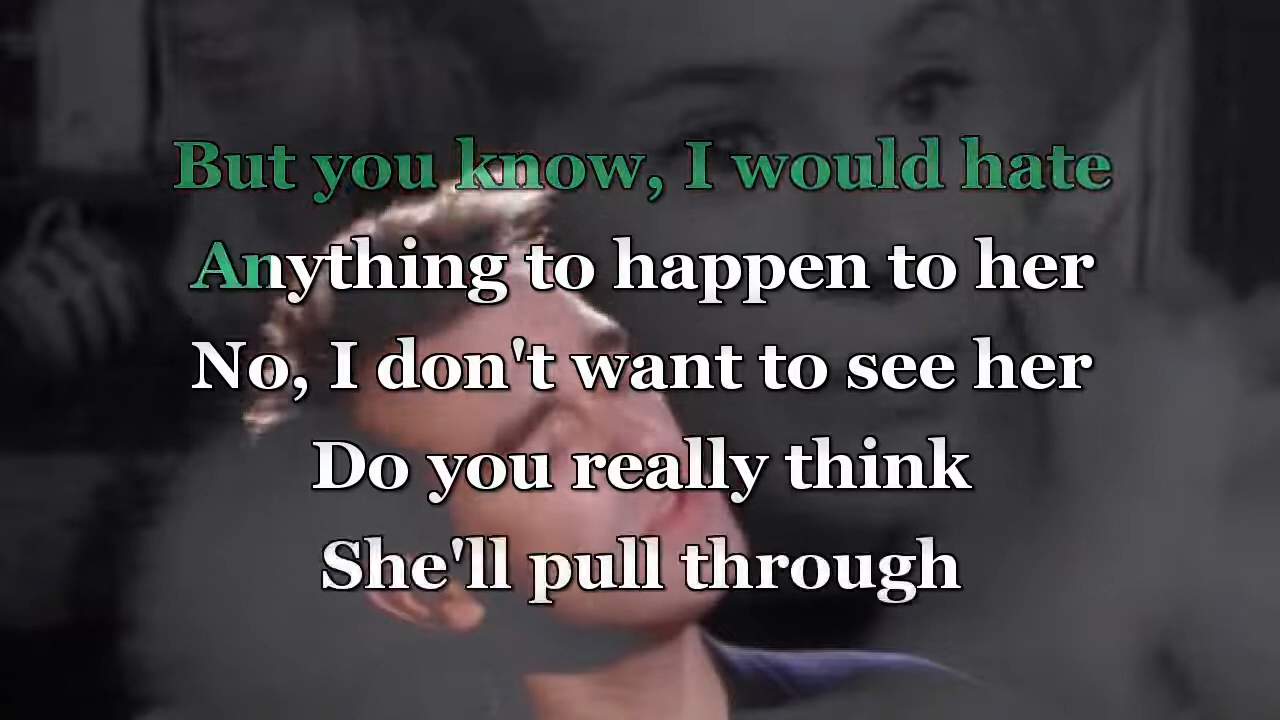 But you know, I would hate
Anything to happen to her
No, I don't want to see her
Do you really think
She'll pull through